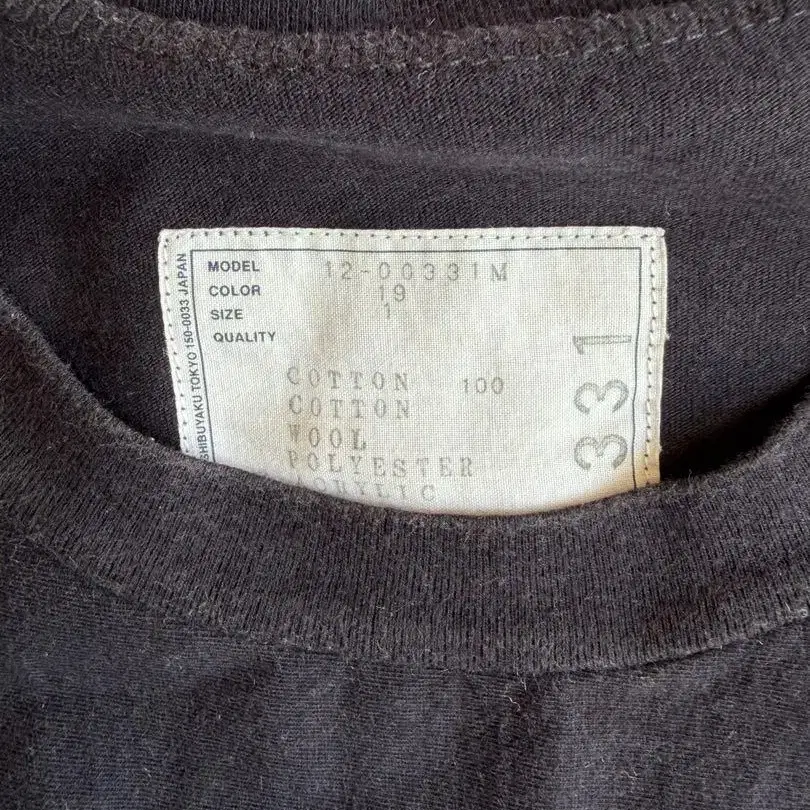 MODEL 12-00331M
COLOR 19
SIZE 1
QUALITY
COTTON 100
COTTON
WOOL
POLYESTER
ACRYLIC
331
SHIBUYAKU TOKYO 150-0033 JAPAN